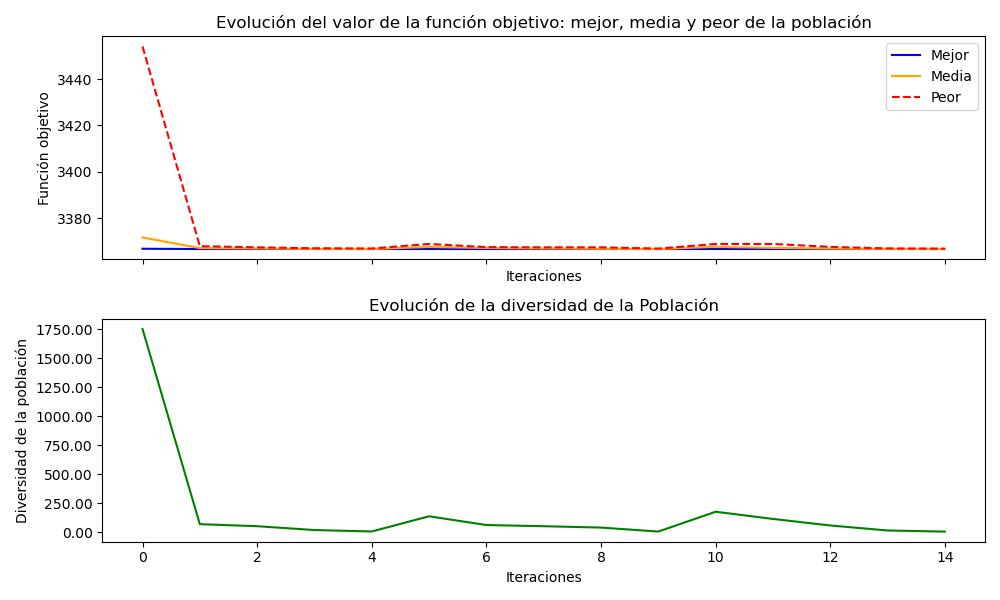 Evolución del valor de la función objetivo: mejor, media y peor de la población
Función objetivo
3440
3420
3400
3380
Mejor
Media
Peor
Iteraciones
Evolución de la diversidad de la Población
Diversidad de la población
1750.00
1500.00
1250.00
1000.00
750.00
500.00
250.00
0.00
0 2 4 6 8 10 12 14
Iteraciones